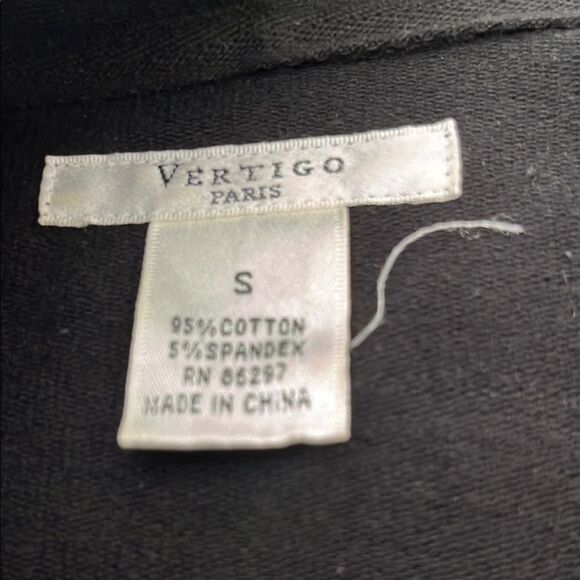 VERTIGO
PARIS
S
95% COTTON
5% SPANDEX
RN 86297
MADE IN CHINA